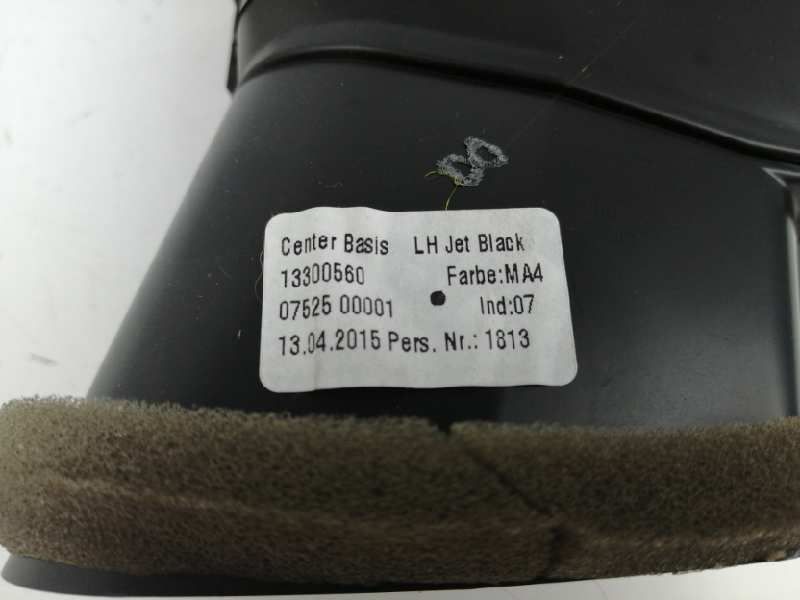 Center Basis LH Jet Black
13300560 Farbe:MA4
07525 00001 Ind:07
13.04.2015 Pers. Nr.: 1813